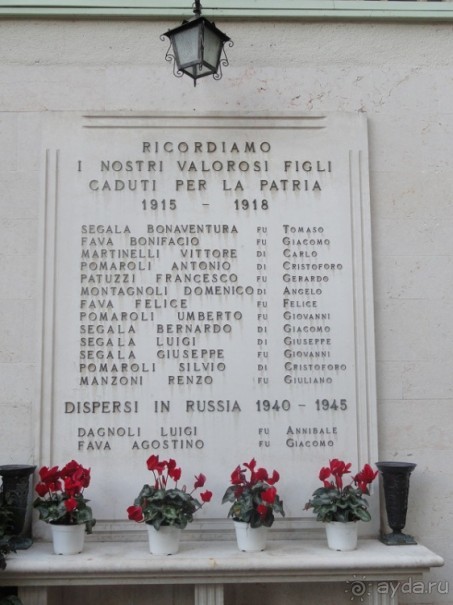 RICORDIAMO
I NOSTRI VALOROSI FIGLI
CADUTI PER LA PATRIA
1915 - 1918
SEGALA BONAVENTURA FU TOMASO
FAVA BONIFACIO FU GIACOMO
MARTINELLI VITTORE DI CARLO
POMAROLI ANTONIO DI CRISTOFORO
PATUZZI FRANCESCO FU GERARDO
MONTAGNOLI DOMENICO DI ANGELO
FAVA FELICE FU FELICE
POMAROLI UMBERTO FU GIOVANNI
SEGALA BERNARDO DI GIACOMO
SEGALA LUIGI DI GIUSEPPE
SEGALA GIUSEPPE FU GIOVANNI
POMAROLI SILVIO DI CRISTOFORO
MANZONI RENZO FU GIULIANO
DISPERSI IN RUSSIA 1940 - 1945
DAGNOLI LUIGI FU ANNIBALE
FAVA AGOSTINO FU GIACOMO
ayda.ru